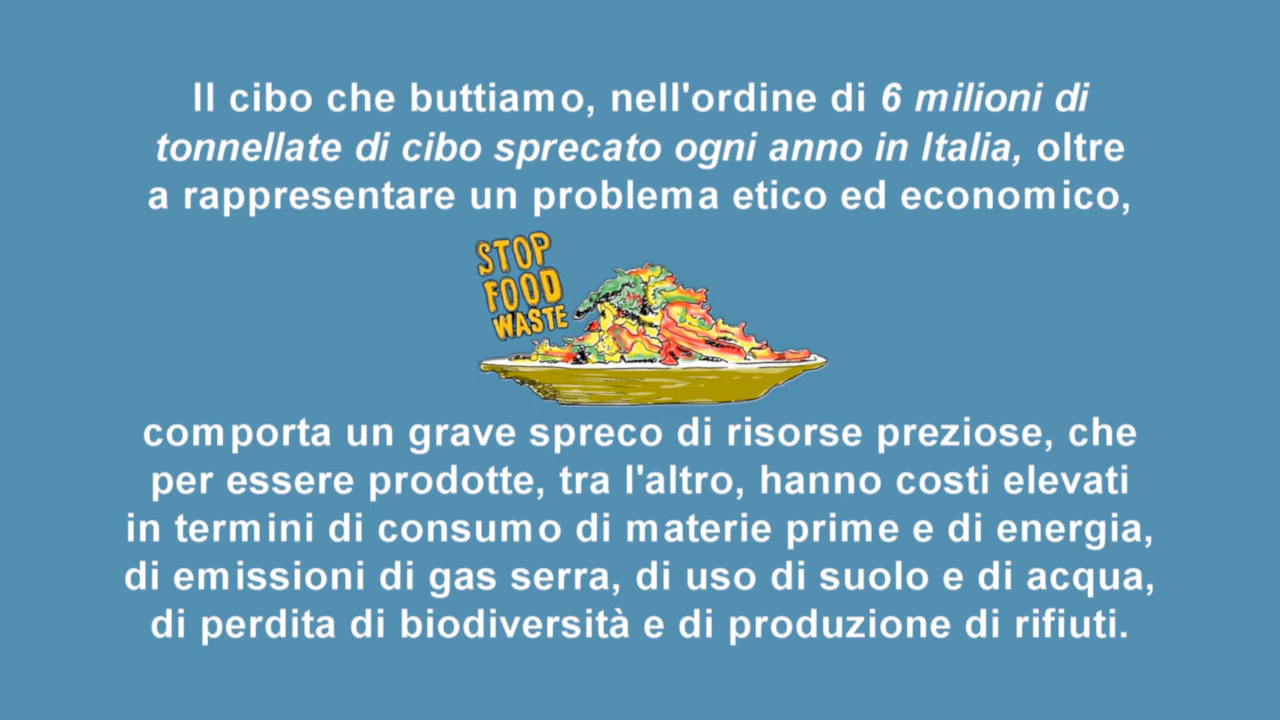 Il cibo che buttiamo, nell'ordine di 6 milioni di
tonnellate di cibo sprecato ogni anno in Italia, oltre
a rappresentare un problema etico ed economico,
STOP
FOOD
WASTE
comporta un grave spreco di risorse preziose, che
per essere prodotte, tra l'altro, hanno costi elevati
in termini di consumo di materie prime e di energia,
di emissioni di gas serra, di uso di suolo e di acqua,
di perdita di biodiversità e di produzione di rifiuti.